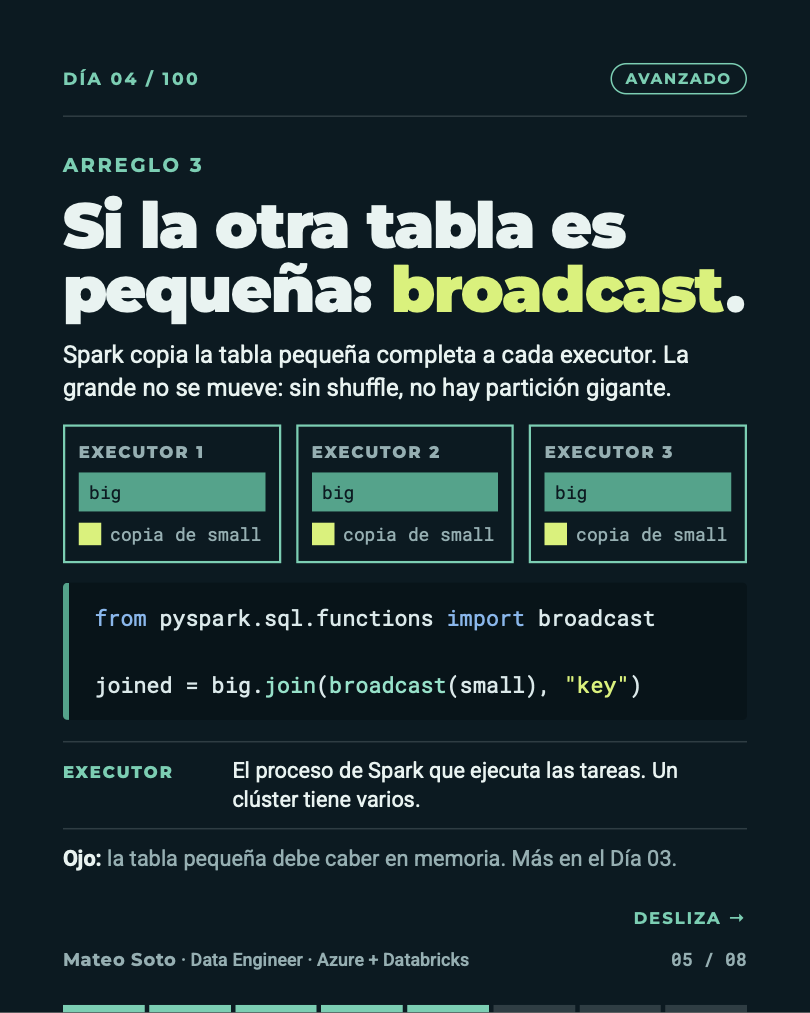 DÍA 04 / 100
AVANZADO
ARREGLO 3
Si la otra tabla es
pequeña: broadcast.
Spark copia la tabla pequeña completa a cada executor. La
grande no se mueve: sin shuffle, no hay partición gigante.
EXECUTOR 1
big
copia de small
EXECUTOR 2
big
copia de small
EXECUTOR 3
big
copia de small
from pyspark.sql.functions import broadcast
joined = big.join(broadcast(small), "key")
EXECUTOR
El proceso de Spark que ejecuta las tareas. Un
clúster tiene varios.
Ojo: la tabla pequeña debe caber en memoria. Más en el Día 03.
DESLIZA →
Mateo Soto · Data Engineer · Azure + Databricks
05 / 08